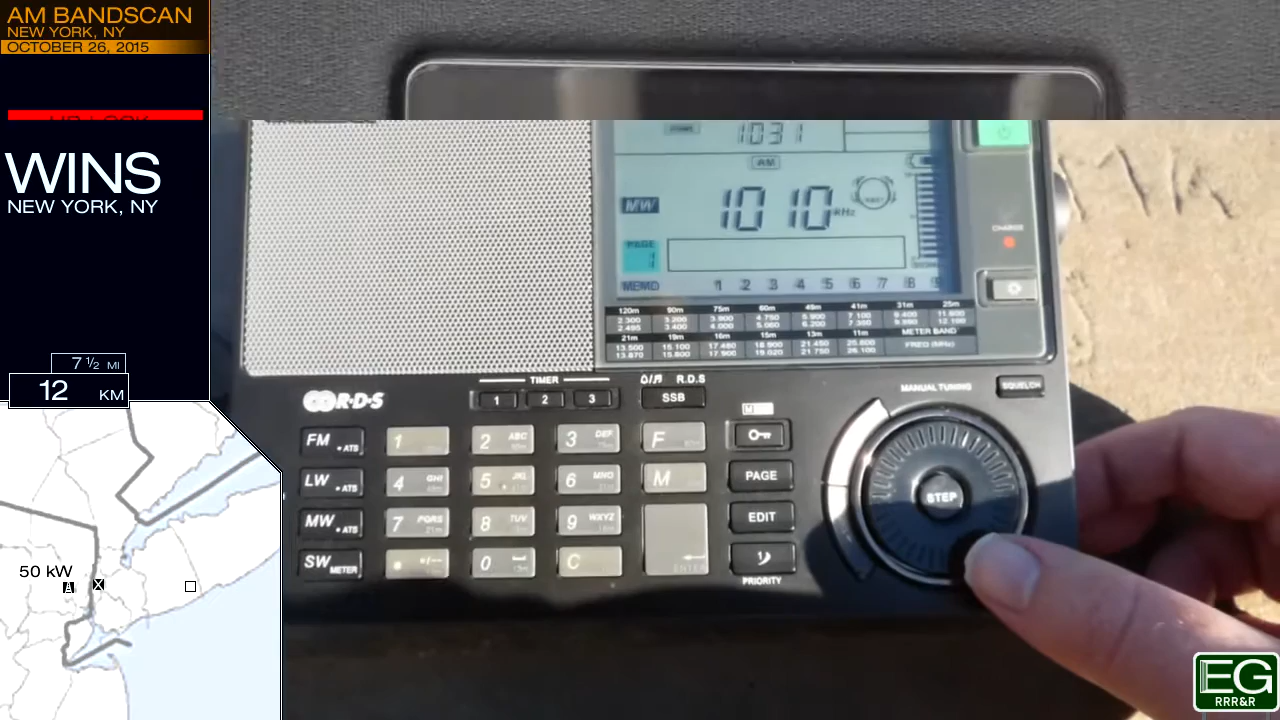 AM BANDSCAN
NEW YORK, NY
OCTOBER 26, 2015
WINS
NEW YORK, NY
7 1/2 MI
12 KM
50 kW
1031
AM
MW
1010 kHz
PAGE
1
MEMO 1 2 3 4 5 6 7 8 9
CHARGE
120m 90m 75m 60m 49m 41m 31m 25m
2.300 3.200 3.900 4.750 5.900 7.100 9.400 11.600
2.495 3.400 4.000 5.060 6.200 7.350 9.990 12.100
21m 19m 16m 15m 13m 11m METER BAND
13.500 15.100 17.480 18.900 21.450 25.600 FREQ (MHz)
13.870 15.800 17.900 19.020 21.750 26.100
R·D·S
TIMER
1 2 3
R.D.S
SSB
MANUAL TUNING
SQUELCH
FM •ATS
1
2 ABC
3 DEF
F
LW •ATS
4 GHI
5 JKL
6 MNO
M
PAGE
STEP
MW •ATS
7 PQRS
8 TUV
9 WXYZ
EDIT
SW METER
0
C
ENTER
PRIORITY
EG
RRR&R